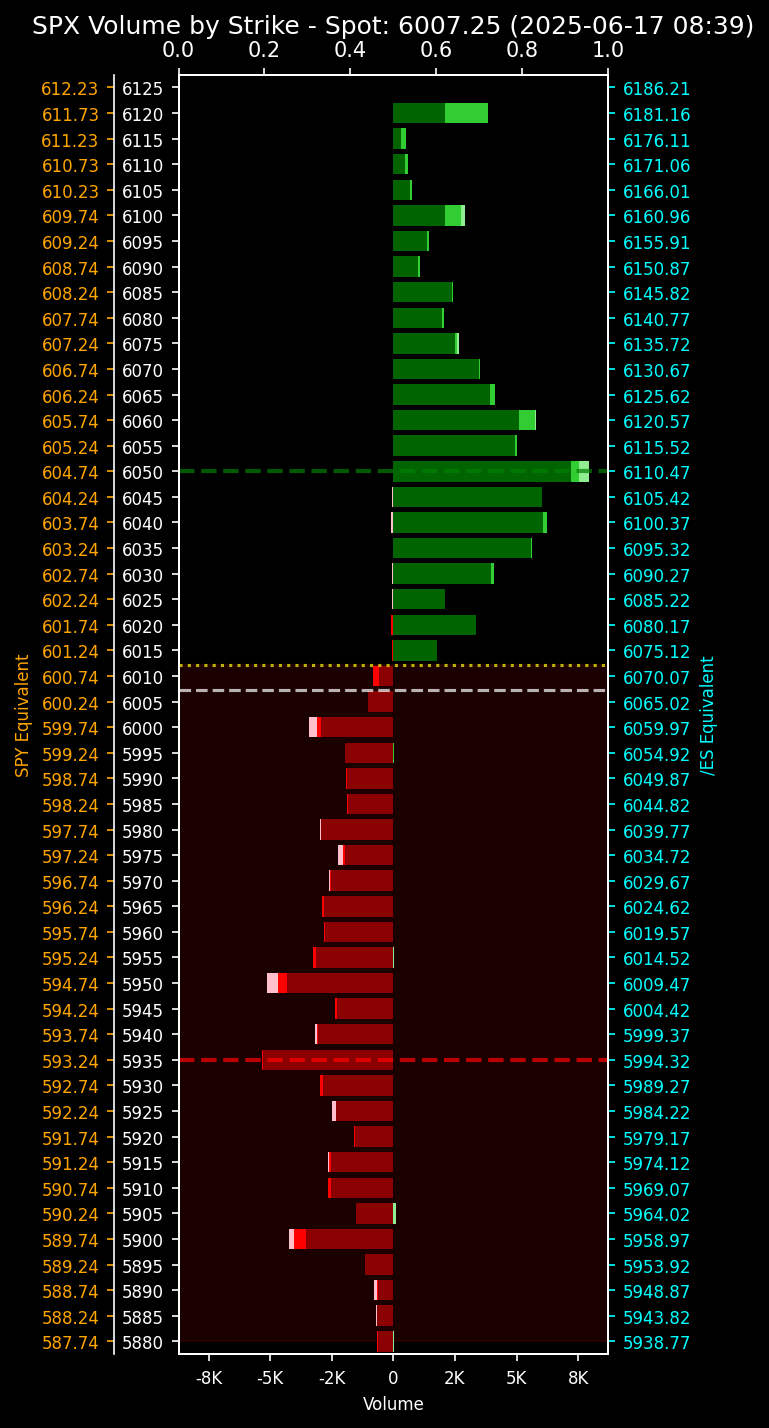 SPX Volume by Strike - Spot: 6007.25 (2025-06-17 08:39)
0.0 0.2 0.4 0.6 0.8 1.0
612.23 6125 6186.21
611.73 6120 6181.16
611.23 6115 6176.11
610.73 6110 6171.06
610.23 6105 6166.01
609.74 6100 6160.96
609.24 6095 6155.91
608.74 6090 6150.87
608.24 6085 6145.82
607.74 6080 6140.77
607.24 6075 6135.72
606.74 6070 6130.67
606.24 6065 6125.62
605.74 6060 6120.57
605.24 6055 6115.52
604.74 6050 6110.47
604.24 6045 6105.42
603.74 6040 6100.37
603.24 6035 6095.32
602.74 6030 6090.27
602.24 6025 6085.22
601.74 6020 6080.17
601.24 6015 6075.12
600.74 6010 6070.07
600.24 6005 6065.02
599.74 6000 6059.97
SPY Equivalent /ES Equivalent
599.24 5995 6054.92
598.74 5990 6049.87
598.24 5985 6044.82
597.74 5980 6039.77
597.24 5975 6034.72
596.74 5970 6029.67
596.24 5965 6024.62
595.74 5960 6019.57
595.24 5955 6014.52
594.74 5950 6009.47
594.24 5945 6004.42
593.74 5940 5999.37
593.24 5935 5994.32
592.74 5930 5989.27
592.24 5925 5984.22
591.74 5920 5979.17
591.24 5915 5974.12
590.74 5910 5969.07
590.24 5905 5964.02
589.74 5900 5958.97
589.24 5895 5953.92
588.74 5890 5948.87
588.24 5885 5943.82
587.74 5880 5938.77
-8K -5K -2K 0 2K 5K 8K
Volume